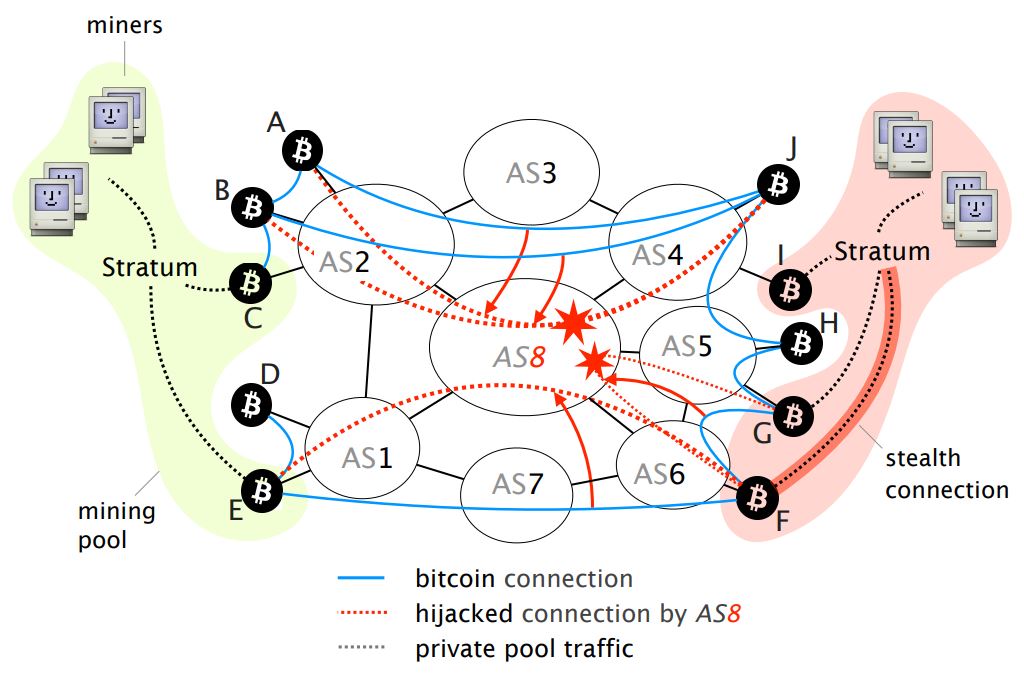 miners
A
J
AS3
B
AS2
AS4
I
Stratum
Stratum
C
H
AS8
AS5
D
G
AS1
AS7
AS6
stealth
connection
E
F
mining
pool
bitcoin connection
hijacked connection by AS8
private pool traffic